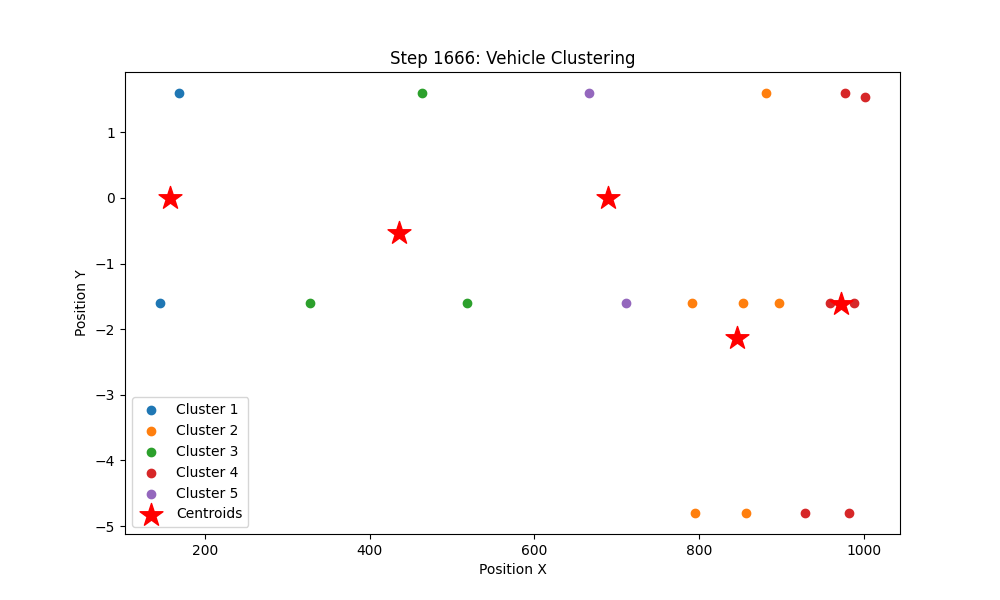 Step 1666: Vehicle Clustering
Position Y
1
0
−1
−2
−3
−4
−5
Cluster 1
Cluster 2
Cluster 3
Cluster 4
Cluster 5
Centroids
200 400 600 800 1000
Position X